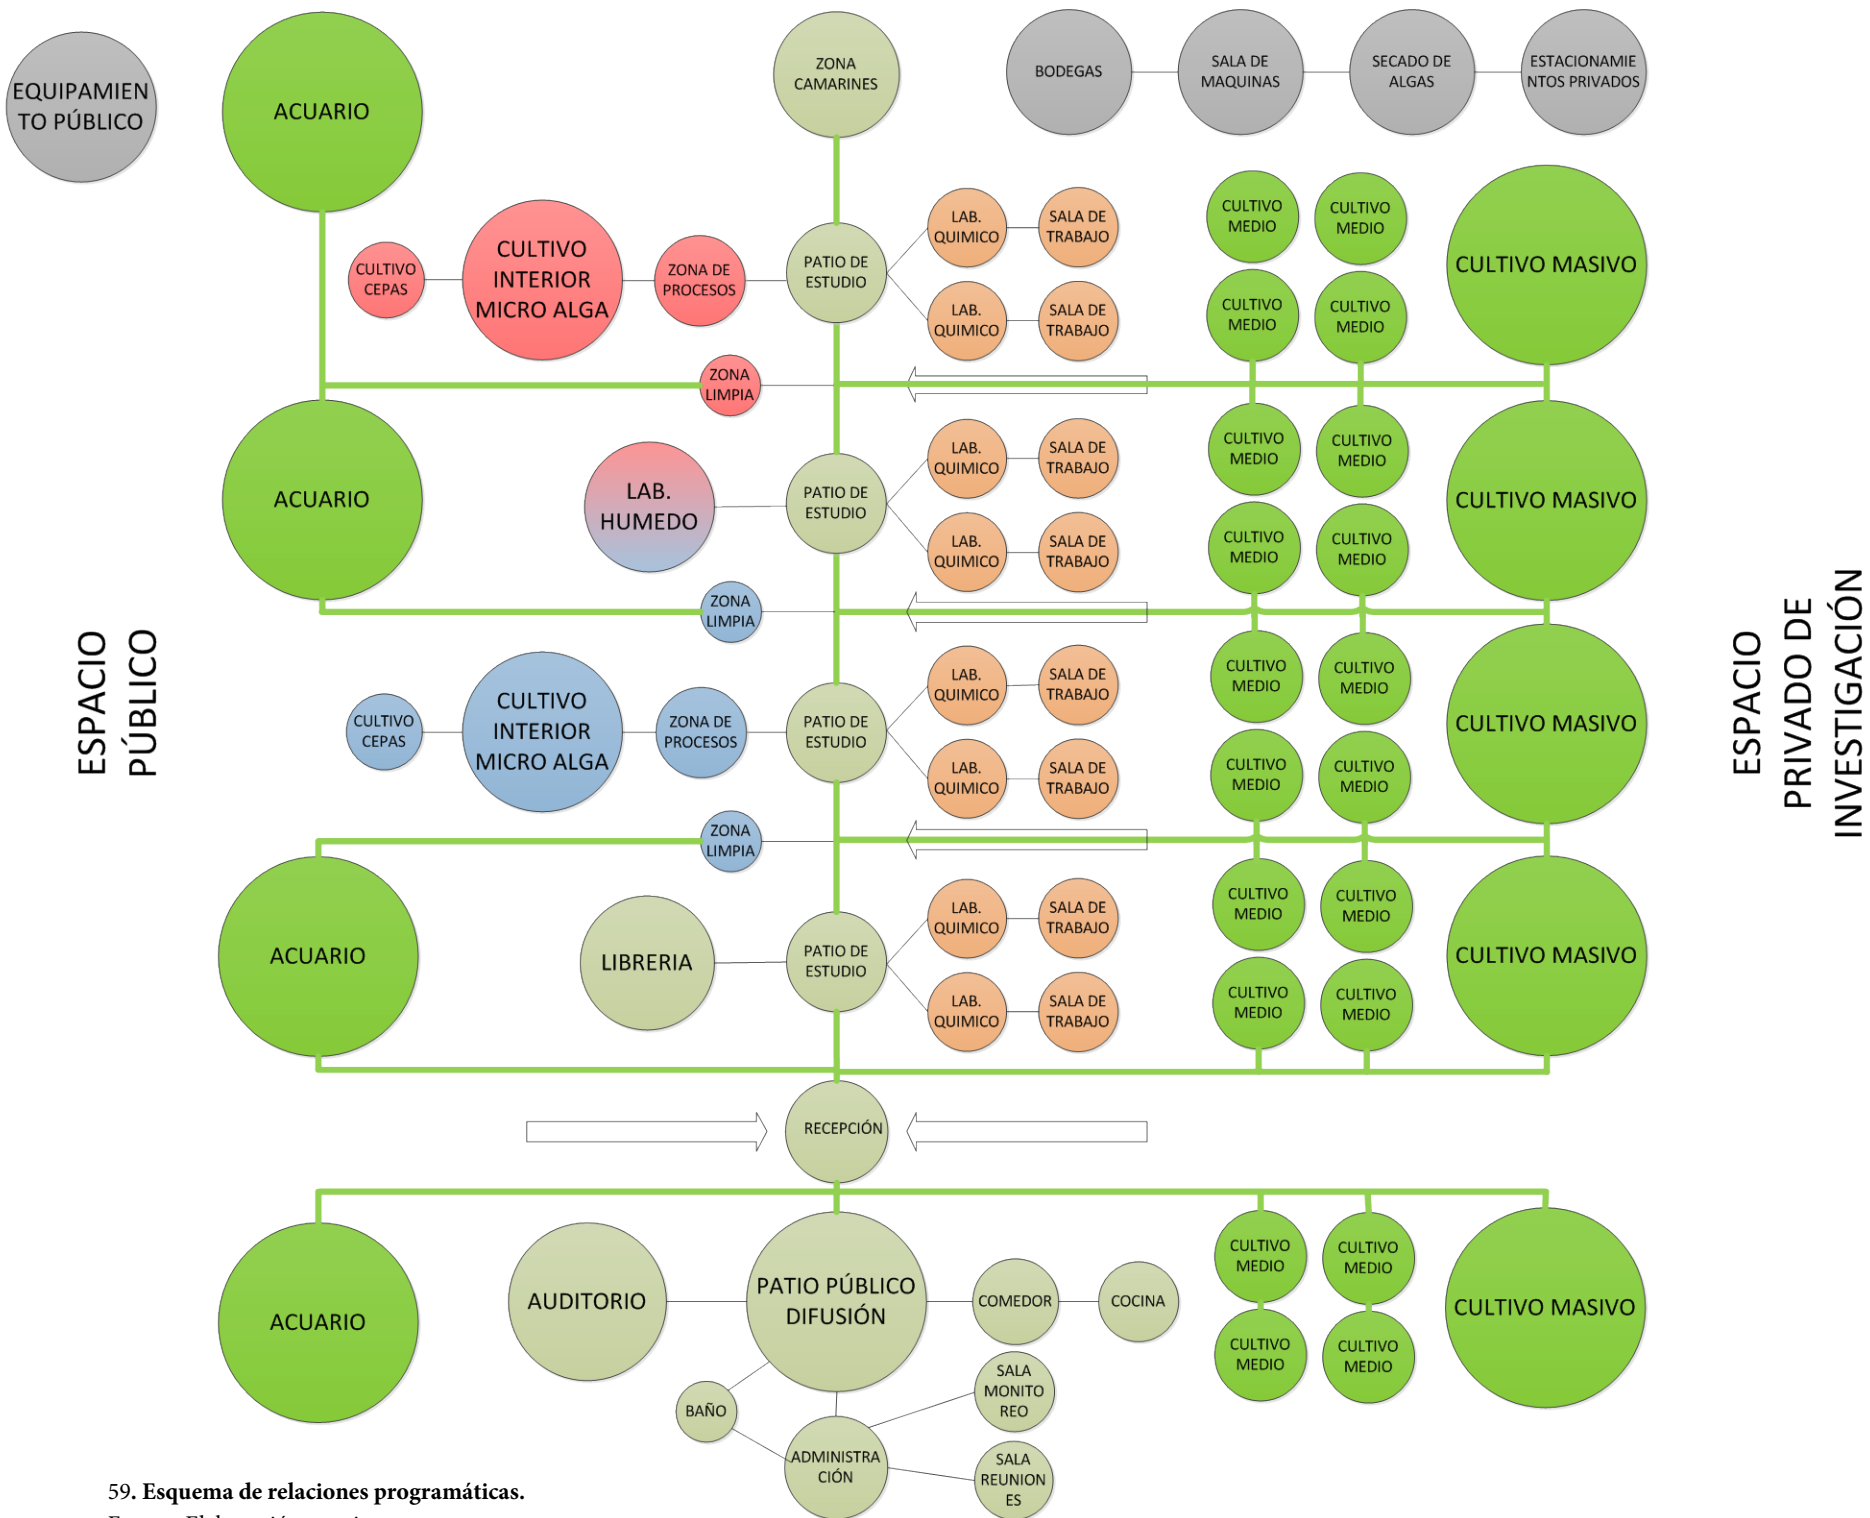 EQUIPAMIEN
TO PÚBLICO
ACUARIO
ZONA
CAMARINES
BODEGAS
SALA DE
MAQUINAS
SECADO DE
ALGAS
ESTACIONAMIE
NTOS PRIVADOS
CULTIVO
CEPAS
CULTIVO
INTERIOR
MICRO ALGA
ZONA DE
PROCESOS
PATIO DE
ESTUDIO
LAB.
QUIMICO
SALA DE
TRABAJO
LAB.
QUIMICO
SALA DE
TRABAJO
CULTIVO
MEDIO
CULTIVO
MEDIO
CULTIVO
MEDIO
CULTIVO
MEDIO
CULTIVO MASIVO
ZONA
LIMPIA
ACUARIO
LAB.
HUMEDO
PATIO DE
ESTUDIO
LAB.
QUIMICO
SALA DE
TRABAJO
LAB.
QUIMICO
SALA DE
TRABAJO
CULTIVO
MEDIO
CULTIVO
MEDIO
CULTIVO
MEDIO
CULTIVO
MEDIO
CULTIVO MASIVO
ZONA
LIMPIA
ESPACIO
PÚBLICO
CULTIVO
CEPAS
CULTIVO
INTERIOR
MICRO ALGA
ZONA DE
PROCESOS
PATIO DE
ESTUDIO
LAB.
QUIMICO
SALA DE
TRABAJO
LAB.
QUIMICO
SALA DE
TRABAJO
CULTIVO
MEDIO
CULTIVO
MEDIO
CULTIVO
MEDIO
CULTIVO
MEDIO
CULTIVO MASIVO
ESPACIO
PRIVADO DE
INVESTIGACIÓN
ZONA
LIMPIA
ACUARIO
LIBRERIA
PATIO DE
ESTUDIO
LAB.
QUIMICO
SALA DE
TRABAJO
LAB.
QUIMICO
SALA DE
TRABAJO
CULTIVO
MEDIO
CULTIVO
MEDIO
CULTIVO
MEDIO
CULTIVO
MEDIO
CULTIVO MASIVO
RECEPCIÓN
ACUARIO
AUDITORIO
PATIO PÚBLICO
DIFUSIÓN
COMEDOR
COCINA
CULTIVO
MEDIO
CULTIVO
MEDIO
CULTIVO
MEDIO
CULTIVO
MEDIO
CULTIVO MASIVO
BAÑO
ADMINISTRA
CIÓN
SALA
MONITO
REO
SALA
REUNION
ES
59. Esquema de relaciones programáticas.